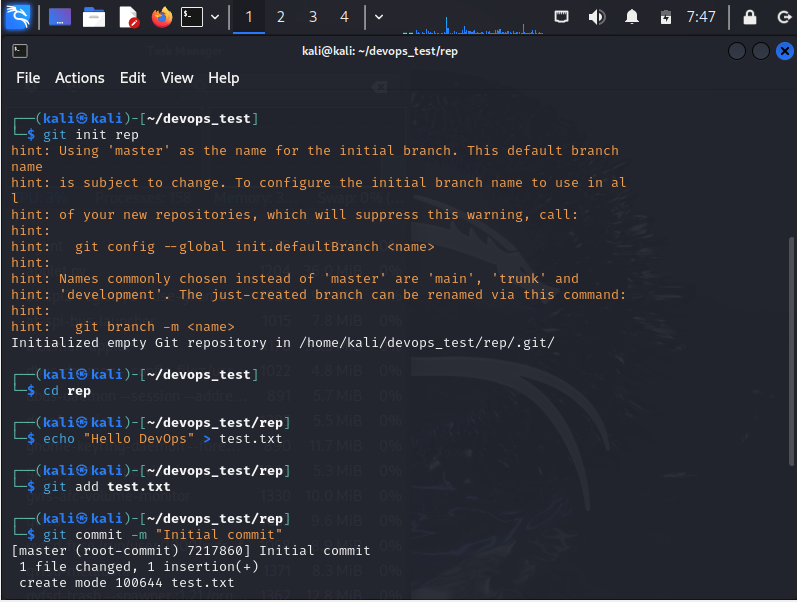 1 2 3 4 7:47
kali@kali: ~/devops_test/rep
File Actions Edit View Help
┌──(kali㉿kali)-[~/devops_test]
└─$ git init rep
hint: Using 'master' as the name for the initial branch. This default branch
name
hint: is subject to change. To configure the initial branch name to use in al
l
hint: of your new repositories, which will suppress this warning, call:
hint:
hint:   git config --global init.defaultBranch <name>
hint:
hint: Names commonly chosen instead of 'master' are 'main', 'trunk' and
hint: 'development'. The just-created branch can be renamed via this command:
hint:
hint:   git branch -m <name>
Initialized empty Git repository in /home/kali/devops_test/rep/.git/
┌──(kali㉿kali)-[~/devops_test]
└─$ cd rep
┌──(kali㉿kali)-[~/devops_test/rep]
└─$ echo "Hello DevOps" > test.txt
┌──(kali㉿kali)-[~/devops_test/rep]
└─$ git add test.txt
┌──(kali㉿kali)-[~/devops_test/rep]
└─$ git commit -m "Initial commit"
[master (root-commit) 7217860] Initial commit
 1 file changed, 1 insertion(+)
 create mode 100644 test.txt